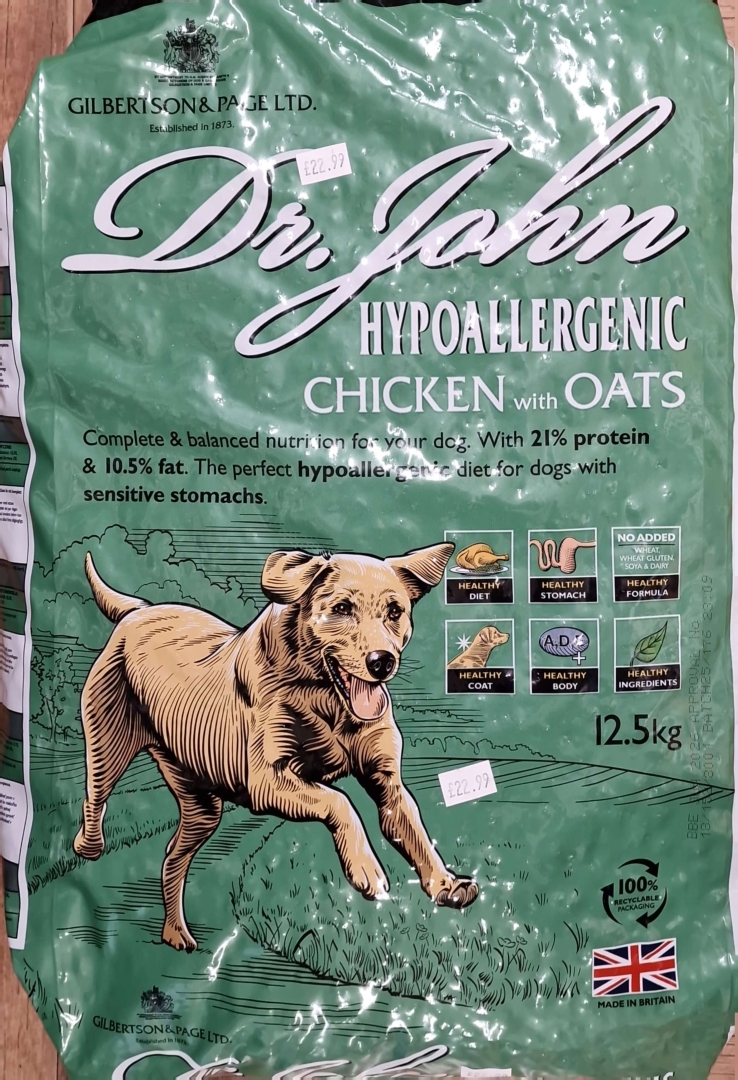 GILBERTSON & PAGE LTD.
Established in 1873.
£22.99
Dr. John
HYPOALLERGENIC
CHICKEN with OATS
Complete & balanced nutrition for your dog. With 21% protein
& 10.5% fat. The perfect hypoallergenic diet for dogs with
sensitive stomachs.
HEALTHY
DIET
HEALTHY
STOMACH
NO ADDED
WHEAT,
WHEAT GLUTEN,
SOYA & DAIRY
HEALTHY
FORMULA
HEALTHY
COAT
A,D,E
+
HEALTHY
BODY
HEALTHY
INGREDIENTS
12.5kg
£22.99
100%
RECYCLABLE
PACKAGING
MADE IN BRITAIN
GILBERTSON & PAGE LTD.
Established in 1873.